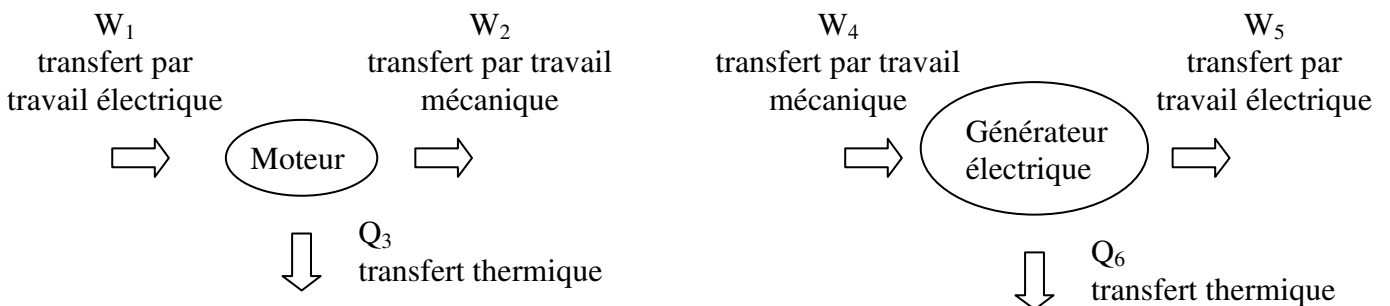 W₁
transfert par
travail électrique
Moteur
W₂
transfert par travail
mécanique
Q₃
transfert thermique
W₄
transfert par travail
mécanique
Générateur
électrique
W₅
transfert par
travail électrique
Q₆
transfert thermique